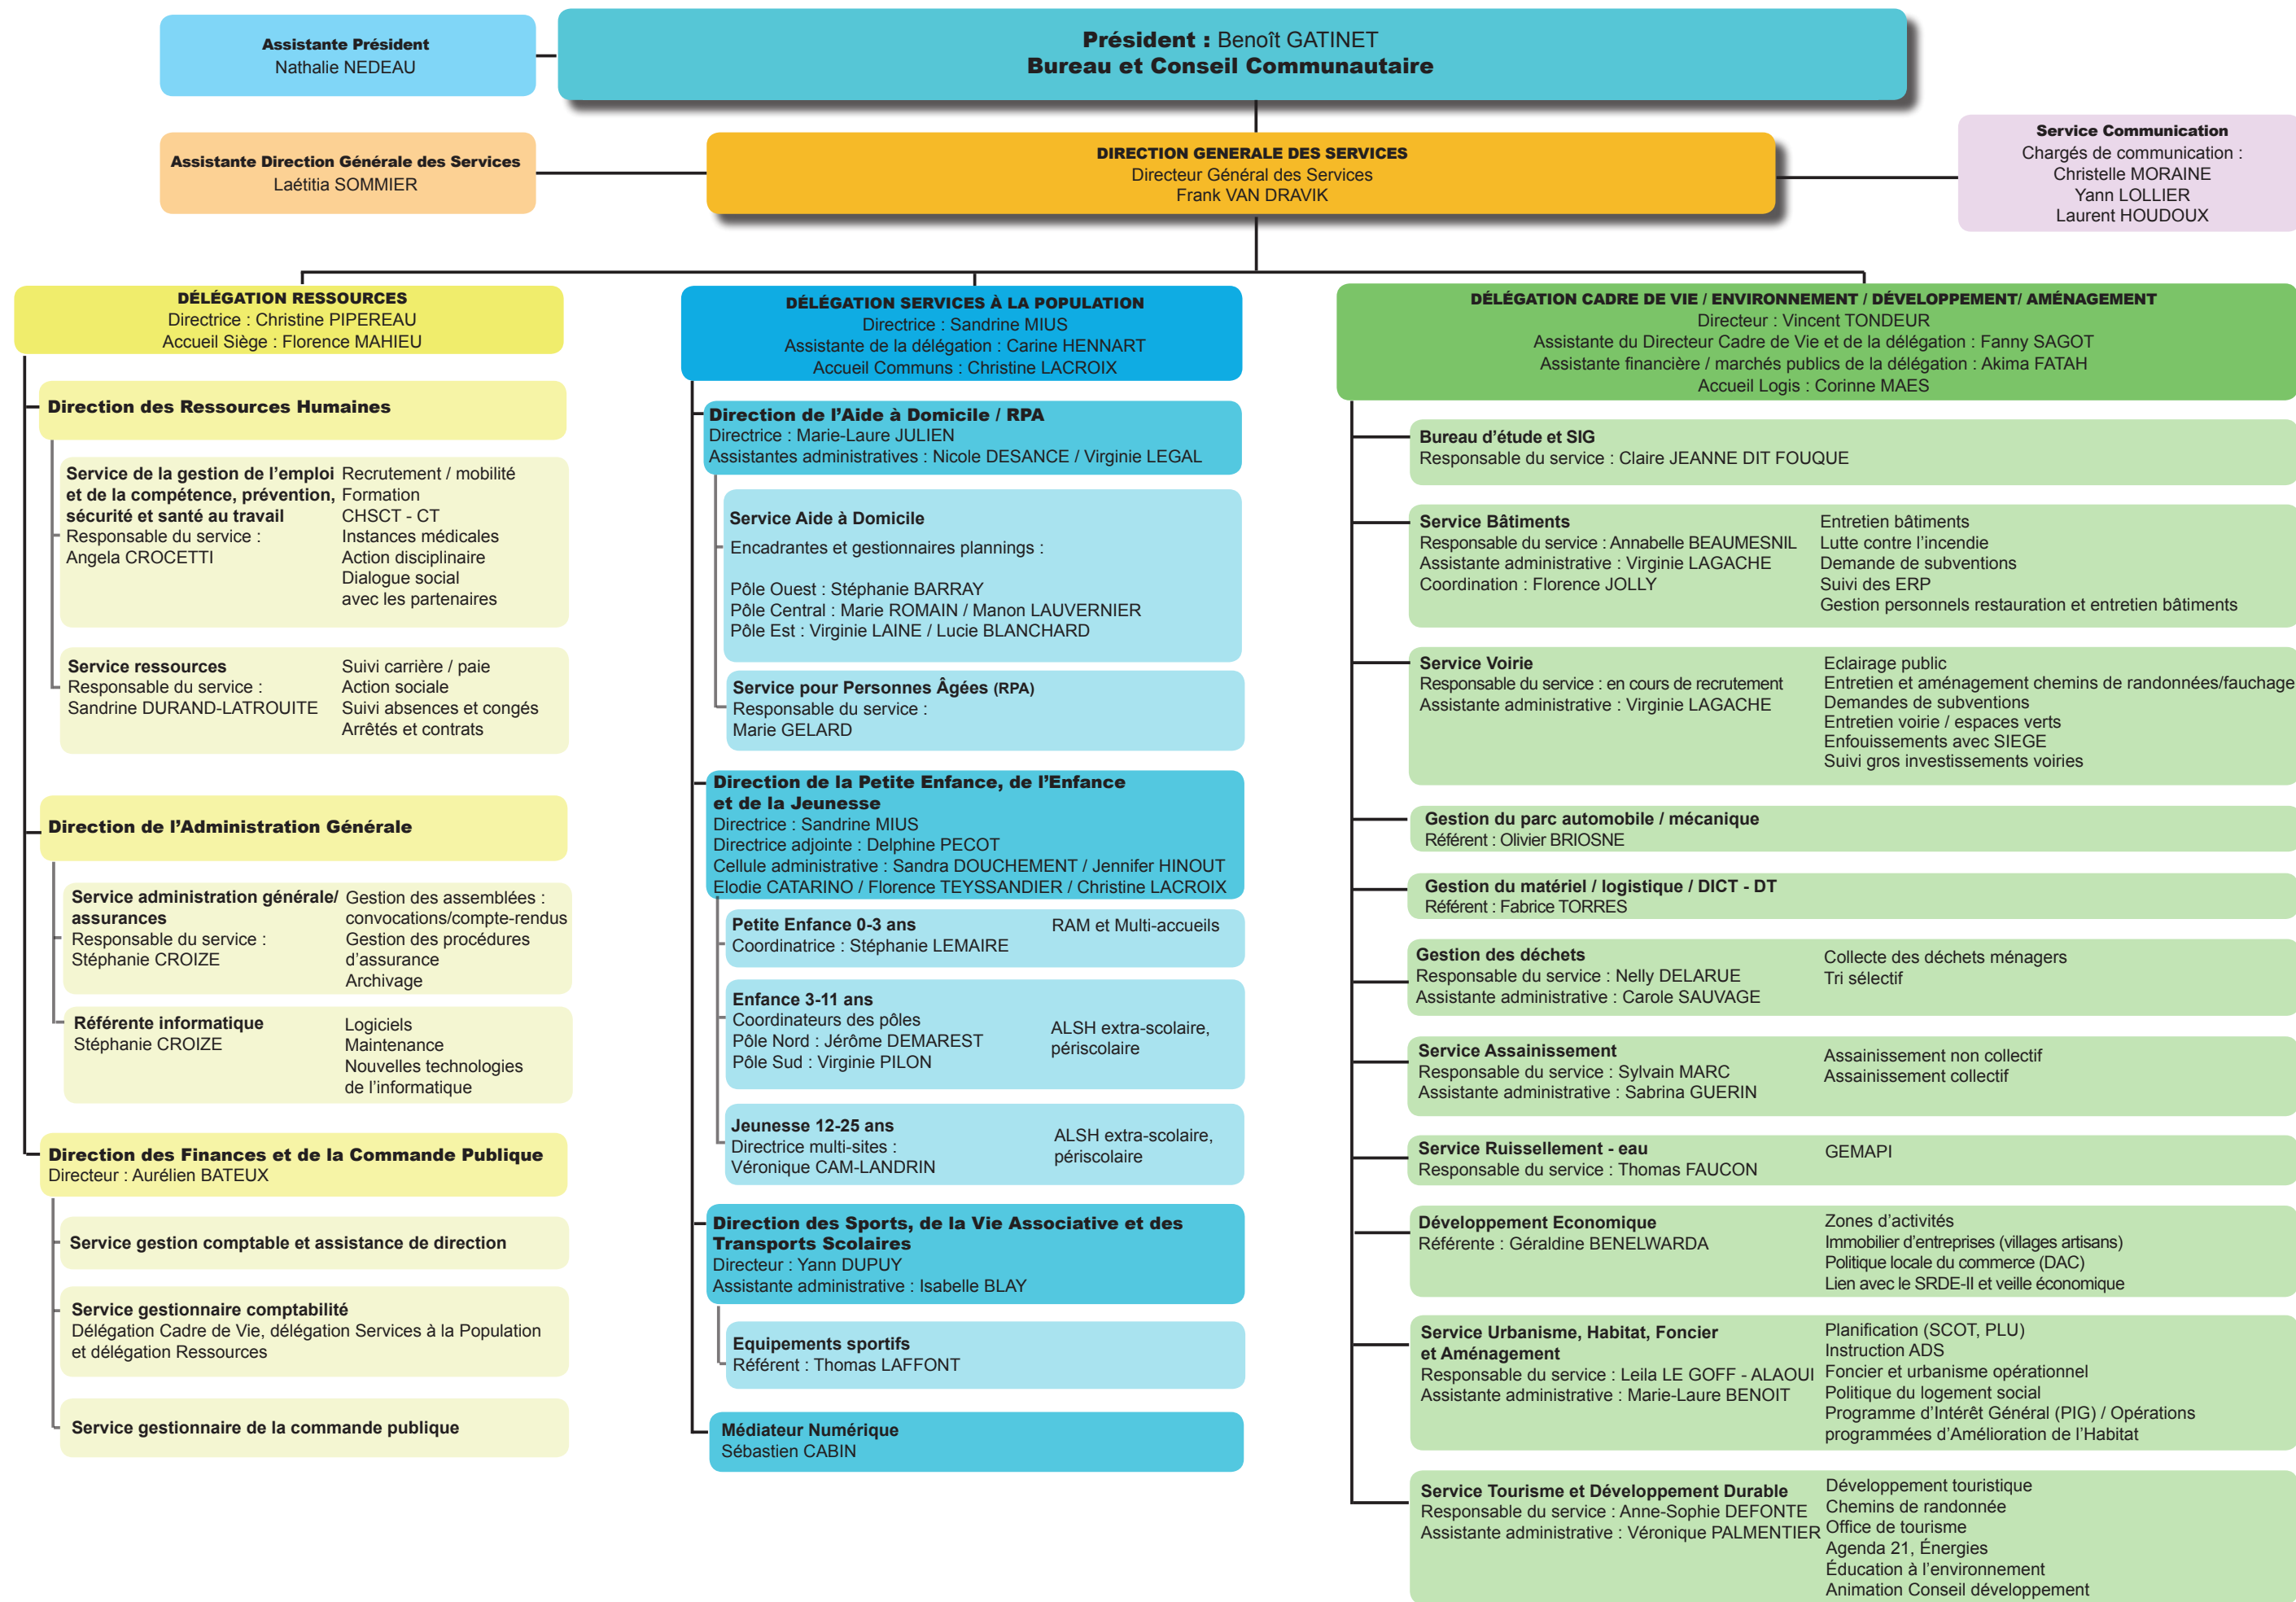 Assistante Président
Nathalie NEDEAU
Président : Benoît GATINET
Bureau et Conseil Communautaire
Assistante Direction Générale des Services
Laétitia SOMMIER
DIRECTION GENERALE DES SERVICES
Directeur Général des Services
Frank VAN DRAVIK
Service Communication
Chargés de communication :
Christelle MORAINE
Yann LOLLIER
Laurent HOUDOUX
DÉLÉGATION RESSOURCES
Directrice : Christine PIPEREAU
Accueil Siège : Florence MAHIEU
Direction des Ressources Humaines
Service de la gestion de l'emploi
et de la compétence, prévention,
sécurité et santé au travail
Responsable du service :
Angela CROCETTI
Recrutement / mobilité
Formation
CHSCT - CT
Instances médicales
Action disciplinaire
Dialogue social
avec les partenaires
Service ressources
Responsable du service :
Sandrine DURAND-LATROUITE
Suivi carrière / paie
Action sociale
Suivi absences et congés
Arrêtés et contrats
Direction de l'Administration Générale
Service administration générale/
assurances
Responsable du service :
Stéphanie CROIZE
Gestion des assemblées :
convocations/compte-rendus
Gestion des procédures
d'assurance
Archivage
Référente informatique
Stéphanie CROIZE
Logiciels
Maintenance
Nouvelles technologies
de l'informatique
Direction des Finances et de la Commande Publique
Directeur : Aurélien BATEUX
Service gestion comptable et assistance de direction
Service gestionnaire comptabilité
Délégation Cadre de Vie, délégation Services à la Population
et délégation Ressources
Service gestionnaire de la commande publique
DÉLÉGATION SERVICES À LA POPULATION
Directrice : Sandrine MIUS
Assistante de la délégation : Carine HENNART
Accueil Communs : Christine LACROIX
Direction de l'Aide à Domicile / RPA
Directrice : Marie-Laure JULIEN
Assistantes administratives : Nicole DESANCE / Virginie LEGAL
Service Aide à Domicile
Encadrantes et gestionnaires plannings :
Pôle Ouest : Stéphanie BARRAY
Pôle Central : Marie ROMAIN / Manon LAUVERNIER
Pôle Est : Virginie LAINE / Lucie BLANCHARD
Service pour Personnes Âgées (RPA)
Responsable du service :
Marie GELARD
Direction de la Petite Enfance, de l'Enfance
et de la Jeunesse
Directrice : Sandrine MIUS
Directrice adjointe : Delphine PECOT
Cellule administrative : Sandra DOUCHEMENT / Jennifer HINOUT
Elodie CATARINO / Florence TEYSSANDIER / Christine LACROIX
Petite Enfance 0-3 ans
Coordinatrice : Stéphanie LEMAIRE
RAM et Multi-accueils
Enfance 3-11 ans
Coordinateurs des pôles
Pôle Nord : Jérôme DEMAREST
Pôle Sud : Virginie PILON
ALSH extra-scolaire,
périscolaire
Jeunesse 12-25 ans
Directrice multi-sites :
Véronique CAM-LANDRIN
ALSH extra-scolaire,
périscolaire
Direction des Sports, de la Vie Associative et des
Transports Scolaires
Directeur : Yann DUPUY
Assistante administrative : Isabelle BLAY
Equipements sportifs
Référent : Thomas LAFFONT
Médiateur Numérique
Sébastien CABIN
DÉLÉGATION CADRE DE VIE / ENVIRONNEMENT / DÉVELOPPEMENT/ AMÉNAGEMENT
Directeur : Vincent TONDEUR
Assistante du Directeur Cadre de Vie et de la délégation : Fanny SAGOT
Assistante financière / marchés publics de la délégation : Akima FATAH
Accueil Logis : Corinne MAES
Bureau d'étude et SIG
Responsable du service : Claire JEANNE DIT FOUQUE
Service Bâtiments
Responsable du service : Annabelle BEAUMESNIL
Assistante administrative : Virginie LAGACHE
Coordination : Florence JOLLY
Entretien bâtiments
Lutte contre l'incendie
Demande de subventions
Suivi des ERP
Gestion personnels restauration et entretien bâtiments
Service Voirie
Responsable du service : en cours de recrutement
Assistante administrative : Virginie LAGACHE
Eclairage public
Entretien et aménagement chemins de randonnées/fauchage
Demandes de subventions
Entretien voirie / espaces verts
Enfouissements avec SIEGE
Suivi gros investissements voiries
Gestion du parc automobile / mécanique
Référent : Olivier BRIOSNE
Gestion du matériel / logistique / DICT - DT
Référent : Fabrice TORRES
Gestion des déchets
Responsable du service : Nelly DELARUE
Assistante administrative : Carole SAUVAGE
Collecte des déchets ménagers
Tri sélectif
Service Assainissement
Responsable du service : Sylvain MARC
Assistante administrative : Sabrina GUERIN
Assainissement non collectif
Assainissement collectif
Service Ruissellement - eau
Responsable du service : Thomas FAUCON
GEMAPI
Développement Economique
Référente : Géraldine BENELWARDA
Zones d'activités
Immobilier d'entreprises (villages artisans)
Politique locale du commerce (DAC)
Lien avec le SRDE-II et veille économique
Service Urbanisme, Habitat, Foncier
et Aménagement
Responsable du service : Leila LE GOFF - ALAOUI
Assistante administrative : Marie-Laure BENOIT
Planification (SCOT, PLU)
Instruction ADS
Foncier et urbanisme opérationnel
Politique du logement social
Programme d'Intérêt Général (PIG) / Opérations
programmées d'Amélioration de l'Habitat
Service Tourisme et Développement Durable
Responsable du service : Anne-Sophie DEFONTE
Assistante administrative : Véronique PALMENTIER
Développement touristique
Chemins de randonnée
Office de tourisme
Agenda 21, Énergies
Éducation à l'environnement
Animation Conseil développement